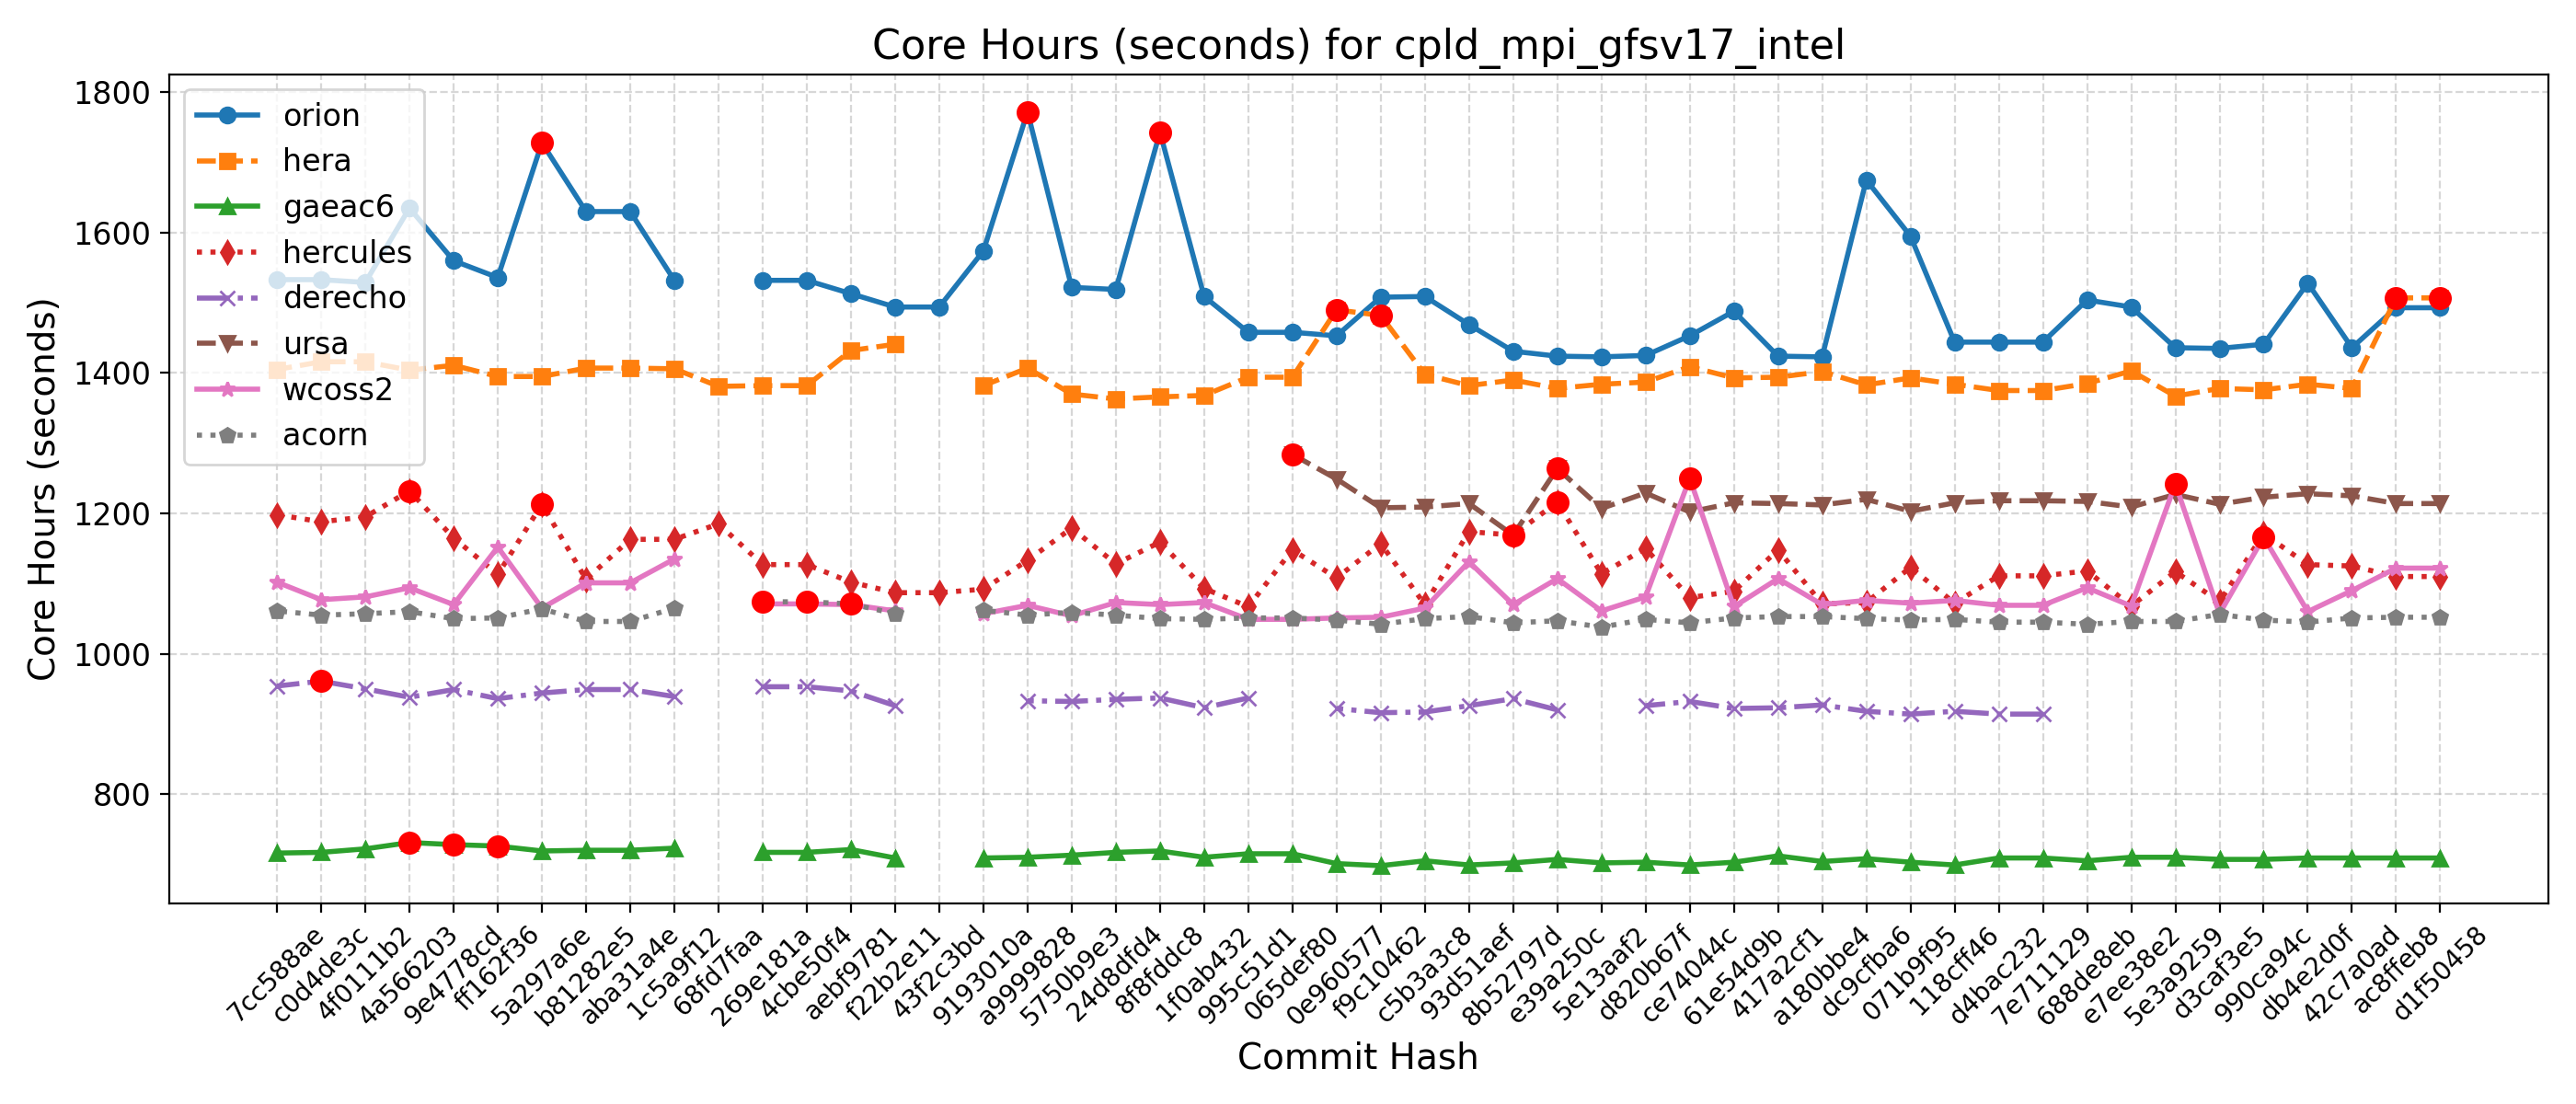 Core Hours (seconds) for cpld_mpi_gfsv17_intel
Core Hours (seconds)
1800
1600
1400
1200
1000
800
orion
hera
gaeac6
hercules
derecho
ursa
wcoss2
acorn
7cc588ae
c0d4de3c
4f0111b2
4a566203
9e4778cd
ff162f36
5a297a6e
b81282e5
aba31a4e
1c5a9f12
68fd7faa
269e181a
4cbe50f4
aebf9781
f22b2e11
43f2c3bd
9193010a
a9999828
5750b9e3
24d8dfd4
8f8fddc8
1f0ab432
995c51d1
065def80
0e960577
f9c10462
c5b3a3c8
93d51aef
8b52797d
e39a250c
5e13aaf2
d820b67f
ce74044c
61e54d9b
417a2cf1
a180bbe4
dc9cfba6
071b9f95
118cff46
d4bac232
7e711129
688de8eb
e7ee38e2
5e3a9259
d3caf3e5
990ca94c
db4e2d0f
42c7a0ad
ac8ffeb8
d1f50458
Commit Hash